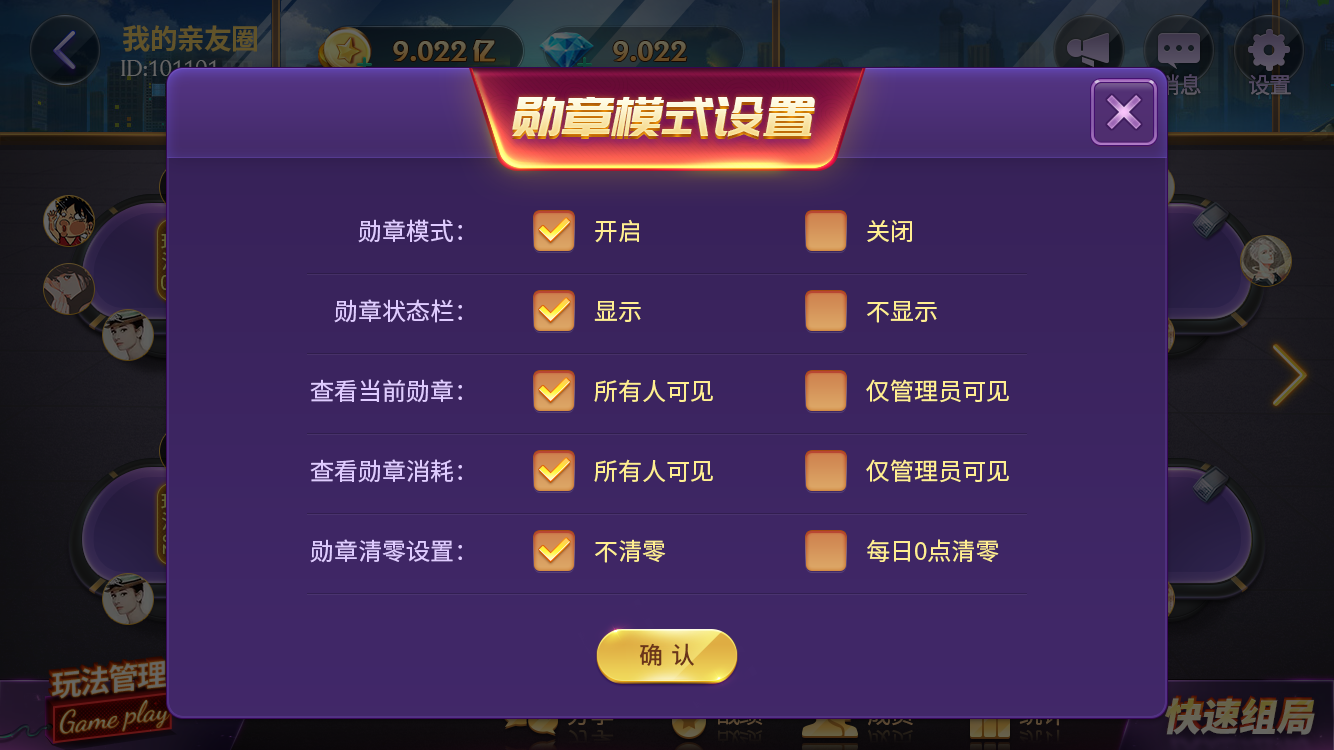 我的亲友圈
9.022亿
9.022
设置
勋章模式设置
勋章模式： 开启 关闭
勋章状态栏： 显示 不显示
查看当前勋章： 所有人可见 仅管理员可见
查看勋章消耗： 所有人可见 仅管理员可见
勋章清零设置： 不清零 每日0点清零
确认
玩法管理
Game play
快速组局